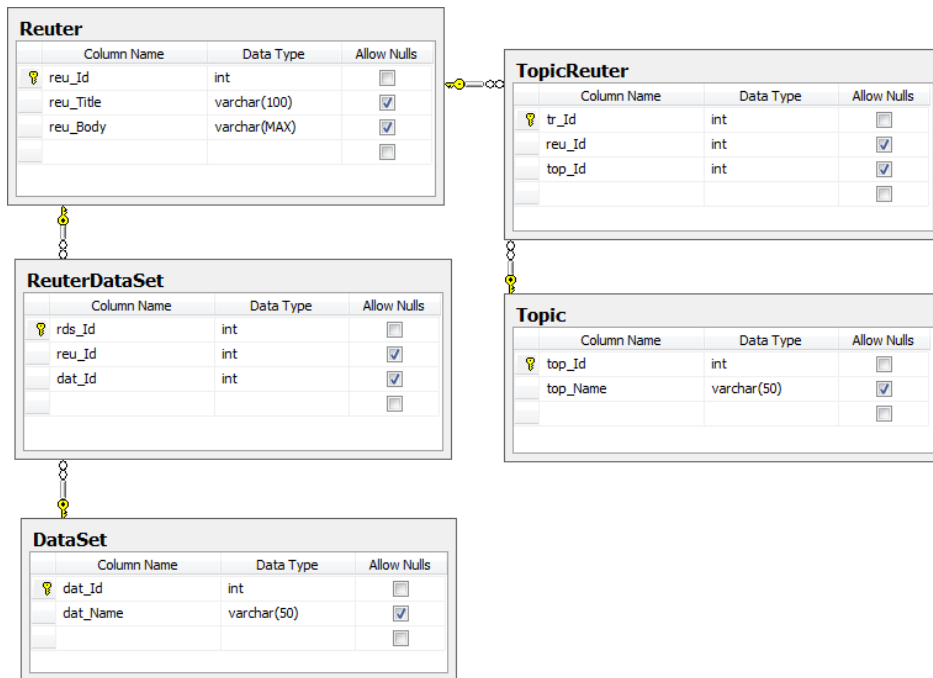 Reuter
Column Name Data Type Allow Nulls
reu_Id int
reu_Title varchar(100)
reu_Body varchar(MAX)
TopicReuter
Column Name Data Type Allow Nulls
tr_Id int
reu_Id int
top_Id int
ReuterDataSet
Column Name Data Type Allow Nulls
rds_Id int
reu_Id int
dat_Id int
Topic
Column Name Data Type Allow Nulls
top_Id int
top_Name varchar(50)
DataSet
Column Name Data Type Allow Nulls
dat_Id int
dat_Name varchar(50)